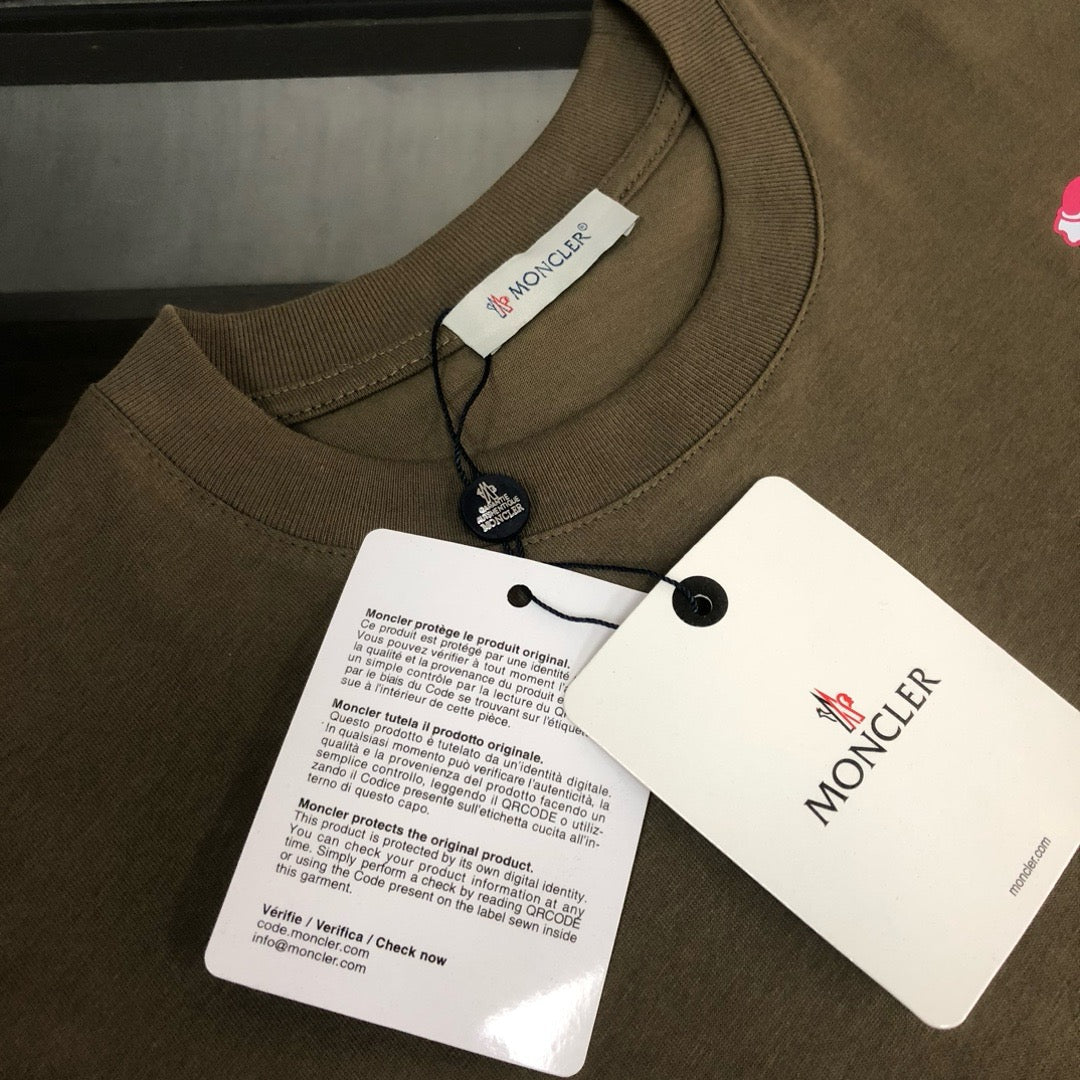 MONCLER®
GARANTIE
AUTHENTIQUE
MONCLER
Moncler protège le produit original.
Ce produit est protégé par une identité
Vous pouvez vérifier à tout moment
la qualité et la provenance du produit
un simple contrôle par la lecture du
par le biais du Code se trouvant sur
sue à l'intérieur de cette pièce.
Moncler tutela il prodotto originale.
Questo prodotto è tutelato da un'identità digitale.
In qualsiasi momento può verificare l'autenticità, la
qualità e la provenienza del prodotto facendo un
semplice controllo, leggendo il QRCODE o utiliz-
zando il Codice presente sull'etichetta cucita all'in-
terno di questo capo.
Moncler protects the original product.
This product is protected by its own digital identity.
You can check your product information at any
time. Simply perform a check by reading QRCODE
or using the Code present on the label sewn inside
this garment.
Vérifie / Verifica / Check now
code.moncler.com
info@moncler.com
MONCLER
moncler.com